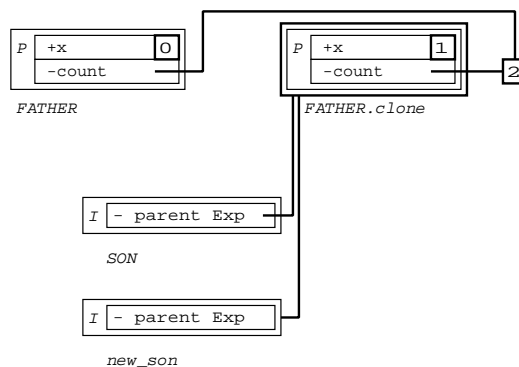 P +x 0
-count
FATHER
P +x 1
-count 2
FATHER.clone
I - parent Exp
SON
I - parent Exp
new_son